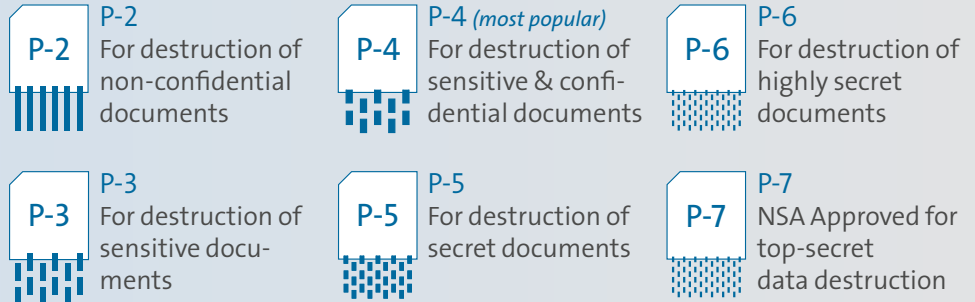 P-2
P-2
For destruction of
non-confidential
documents
P-4
P-4 (most popular)
For destruction of
sensitive & confi-
dential documents
P-6
P-6
For destruction of
highly secret
documents
P-3
P-3
For destruction of
sensitive docu-
ments
P-5
P-5
For destruction of
secret documents
P-7
P-7
NSA Approved for
top-secret
data destruction